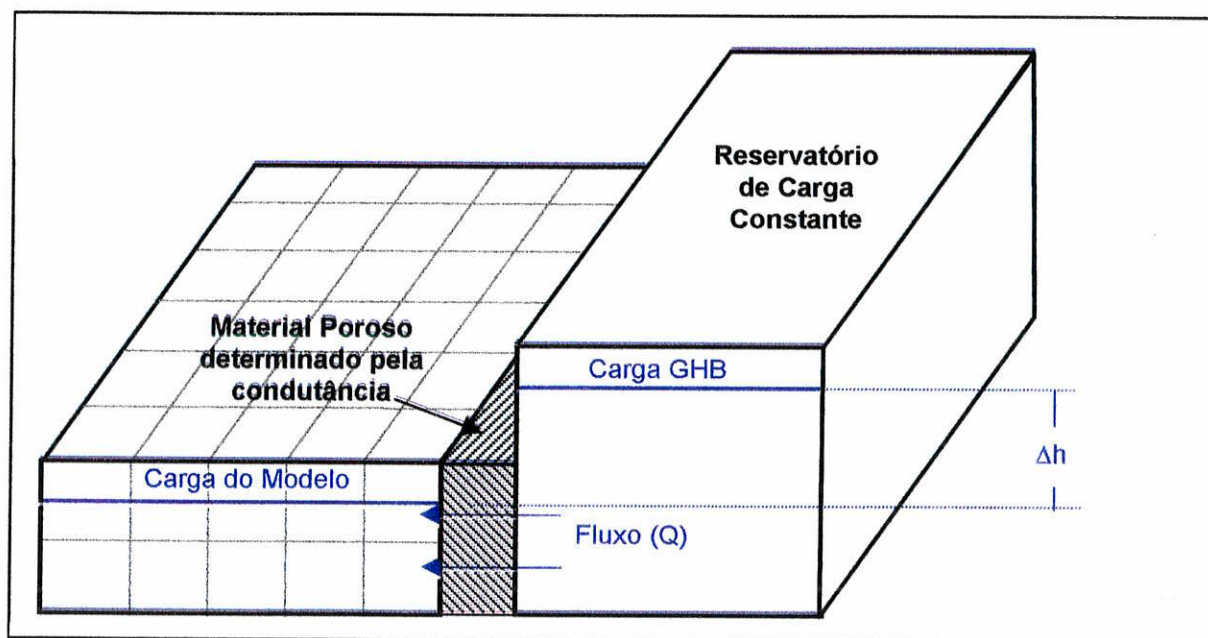 Reservatório
de Carga
Constante
Material Poroso
determinado pela
condutância
Carga GHB
Carga do Modelo
Δh
Fluxo (Q)